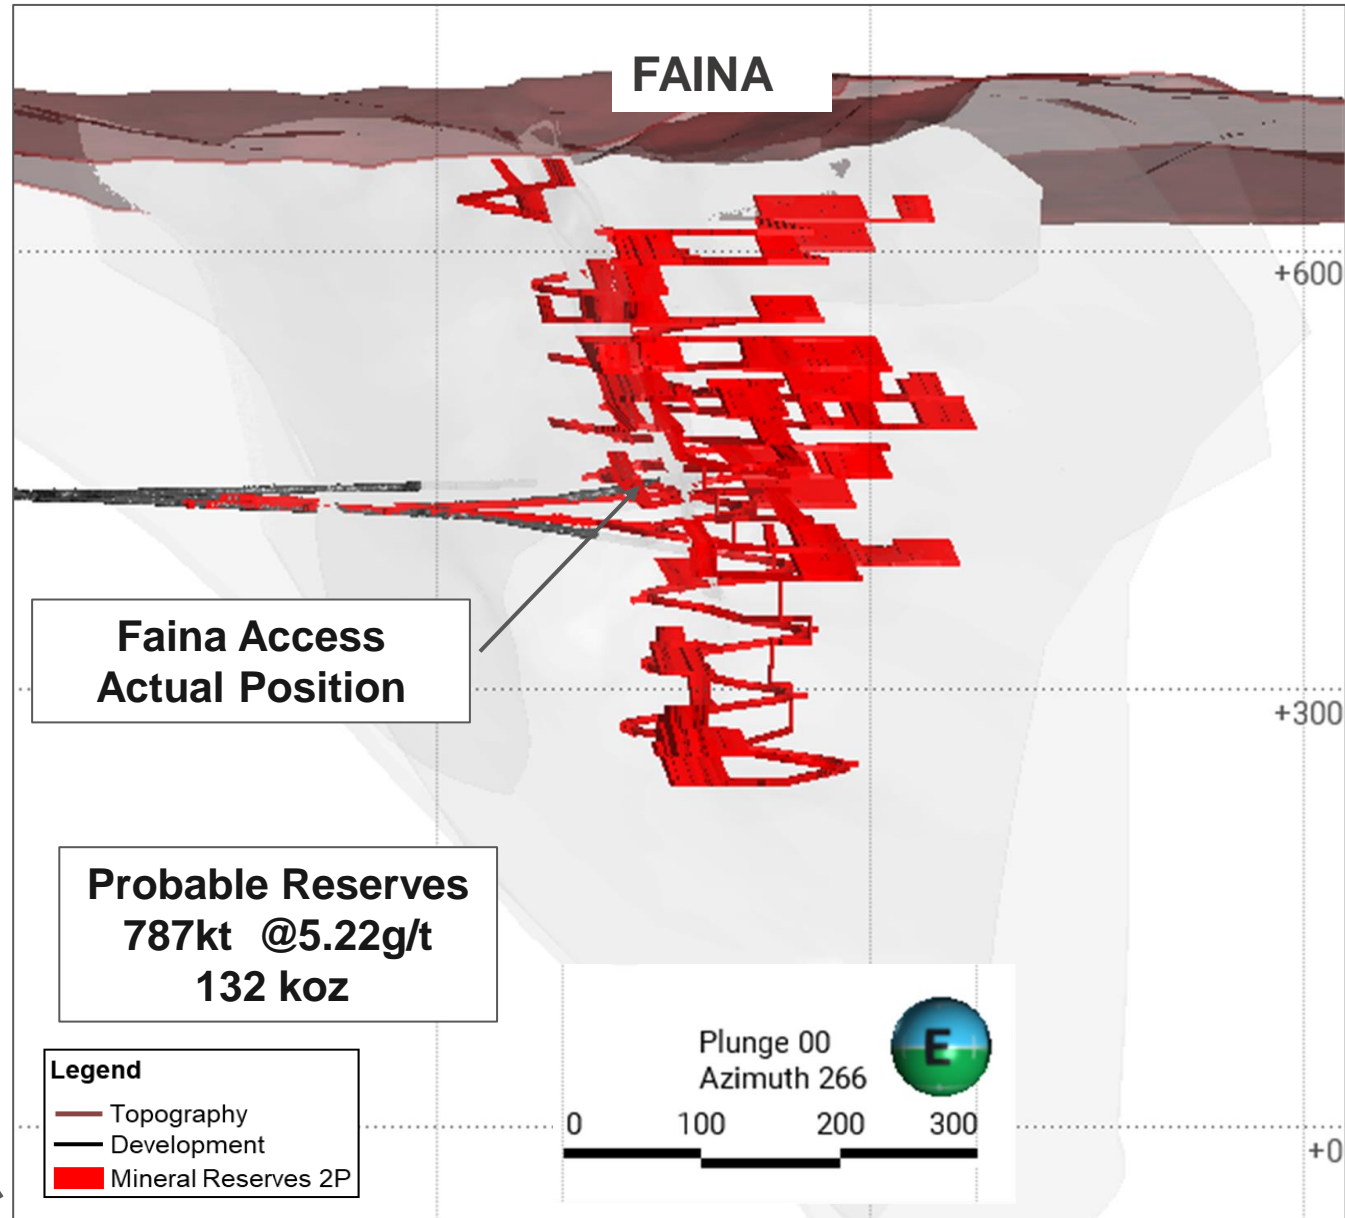 FAINA
+600
Faina Access
Actual Position
+300
Probable Reserves
787kt @5.22g/t
132 koz
Plunge 00
Azimuth 266
E
0 100 200 300
Legend
Topography
Development
Mineral Reserves 2P
+0